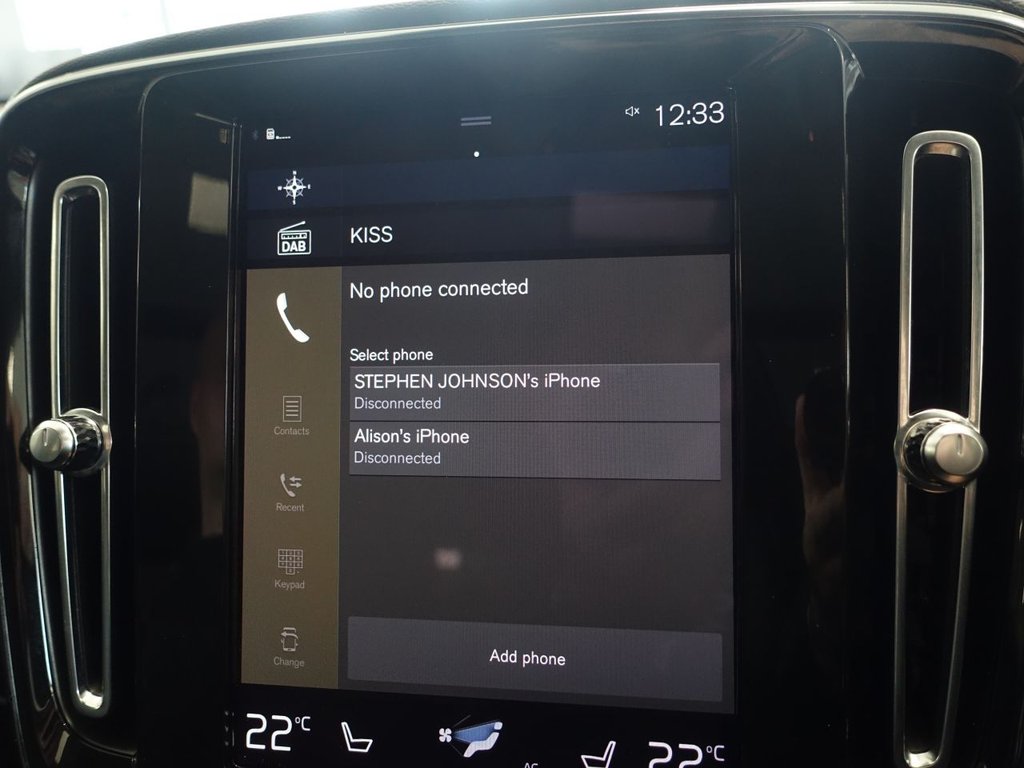 12:33
DAB
KISS
No phone connected
Select phone
STEPHEN JOHNSON's iPhone
Disconnected
Alison's iPhone
Disconnected
Contacts
Recent
Keypad
Change
Add phone
22°C
22°C